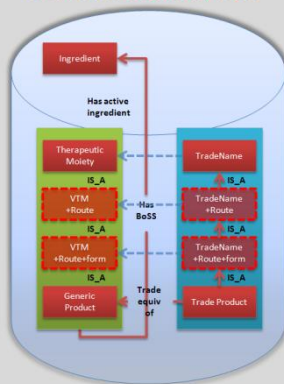 Ingredient
Has active
ingredient
Therapeutic
Moiety
TradeName
IS_A
IS_A
VTM
+Route
Has
BoSS
TradeName
+Route
IS_A
IS_A
VTM
+Route+form
TradeName
+Route+form
IS_A
IS_A
Generic
Product
Trade
equiv
of
Trade Product